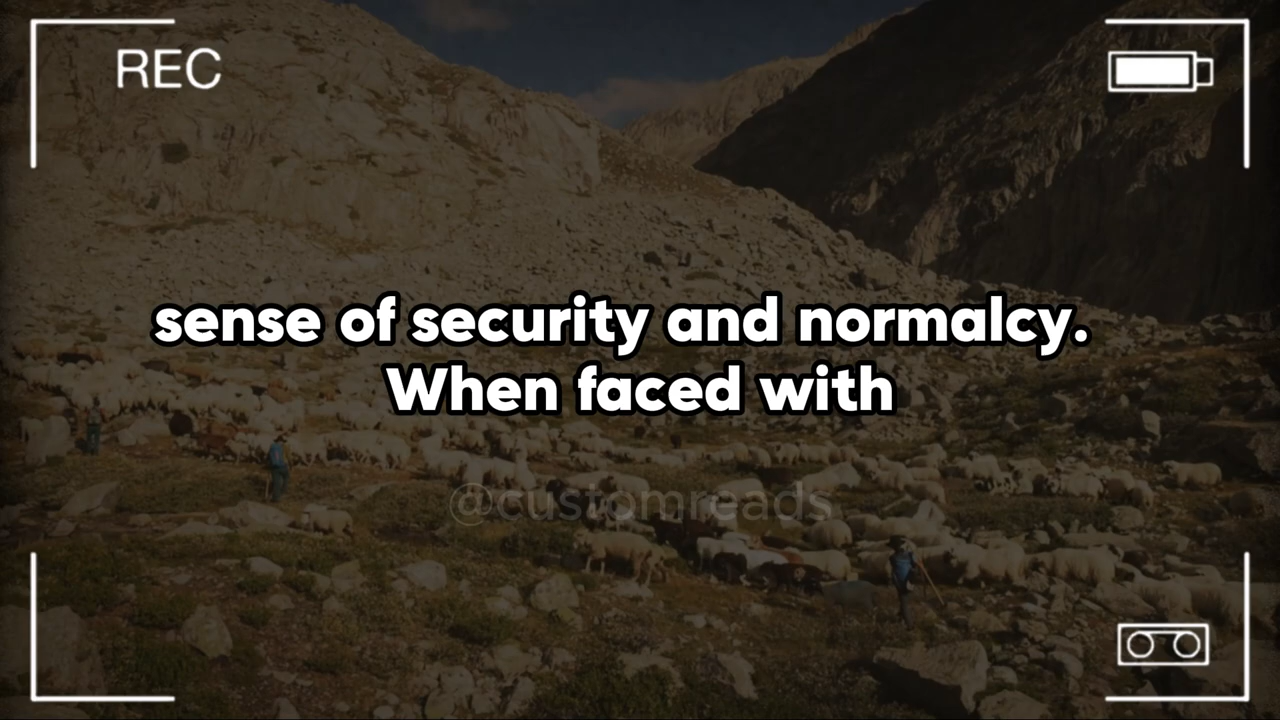 REC
sense of security and normalcy.
When faced with
@customreads